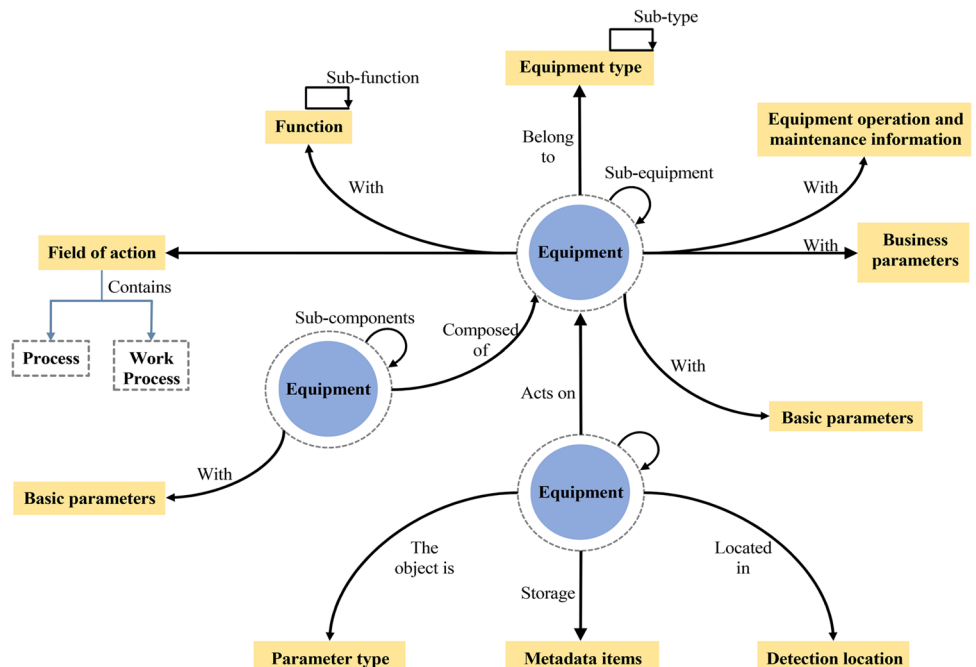 Sub-type
Equipment type
Sub-function
Function
Belong
to
Equipment operation and
maintenance information
With
Sub-equipment
With
Equipment
With
Business
parameters
Field of action
Contains
Process
Work
Process
Sub-components
Composed
of
Equipment
Acts on
With
Basic parameters
With
Basic parameters
Equipment
The
object is
Storage
Located
in
Parameter type
Metadata items
Detection location